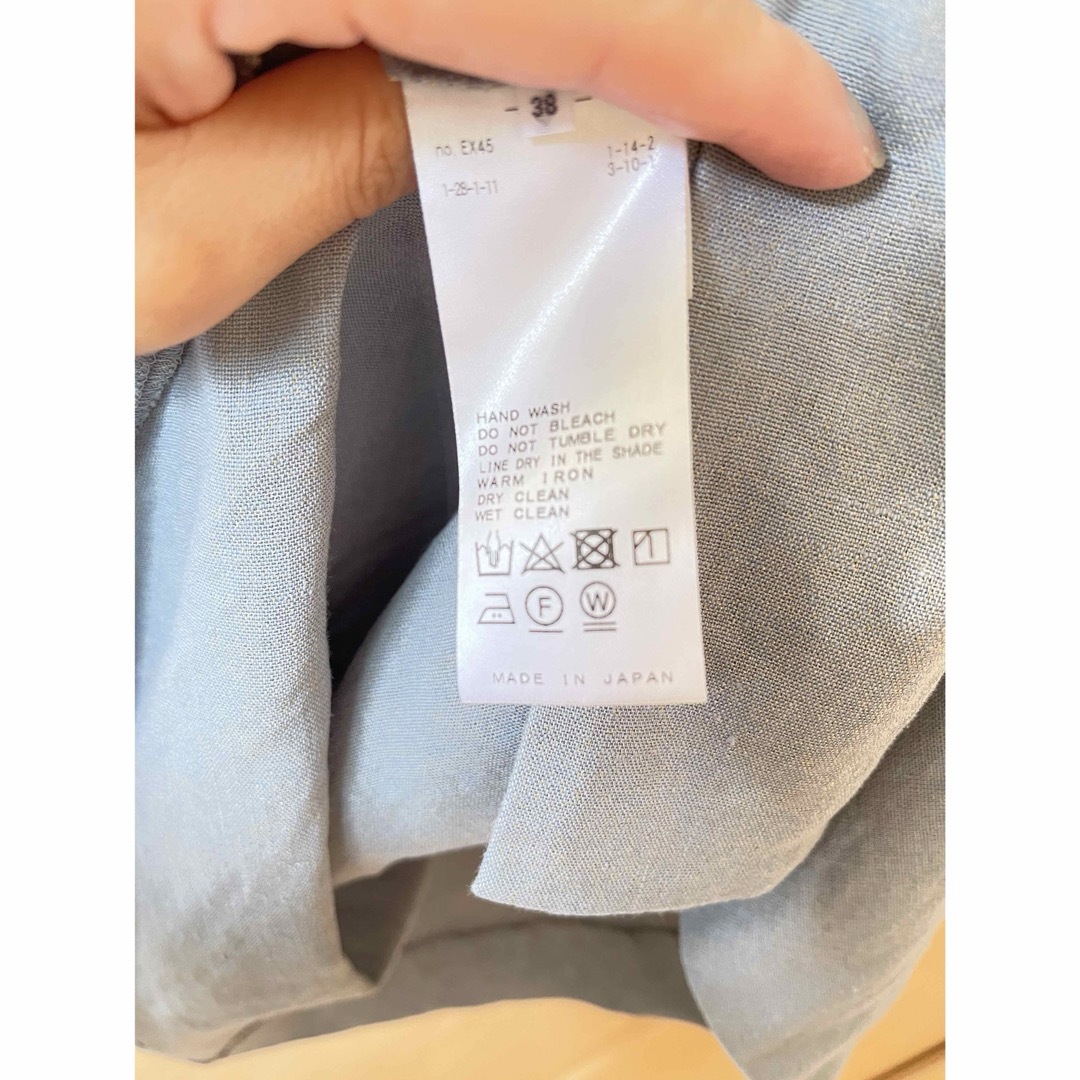 - 38 -
no. EX45 1-14-2
3-10-
1-28-1-11
HAND WASH
DO NOT BLEACH
DO NOT TUMBLE DRY
LINE DRY IN THE SHADE
WARM IRON
DRY CLEAN
WET CLEAN
F W
MADE IN JAPAN